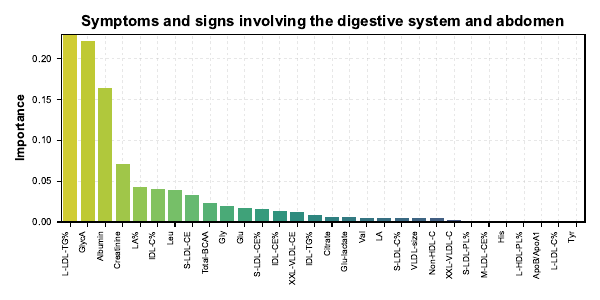 Symptoms and signs involving the digestive system and abdomen
Importance
0.20
0.15
0.10
0.05
0.00
L-LDL-TG%
GlycA
Albumin
Creatinine
LA%
IDL-C%
Leu
S-LDL-CE
Total-BCAA
Gly
Glu
S-LDL-CE%
IDL-CE%
XXL-VLDL-CE
IDL-TG%
Citrate
Glu-lactate
Val
LA
S-LDL-C%
VLDL-size
Non-HDL-C
XXL-VLDL-C
S-LDL-PL%
M-LDL-CE%
His
L-HDL-PL%
ApoB/ApoA1
L-LDL-C%
Tyr